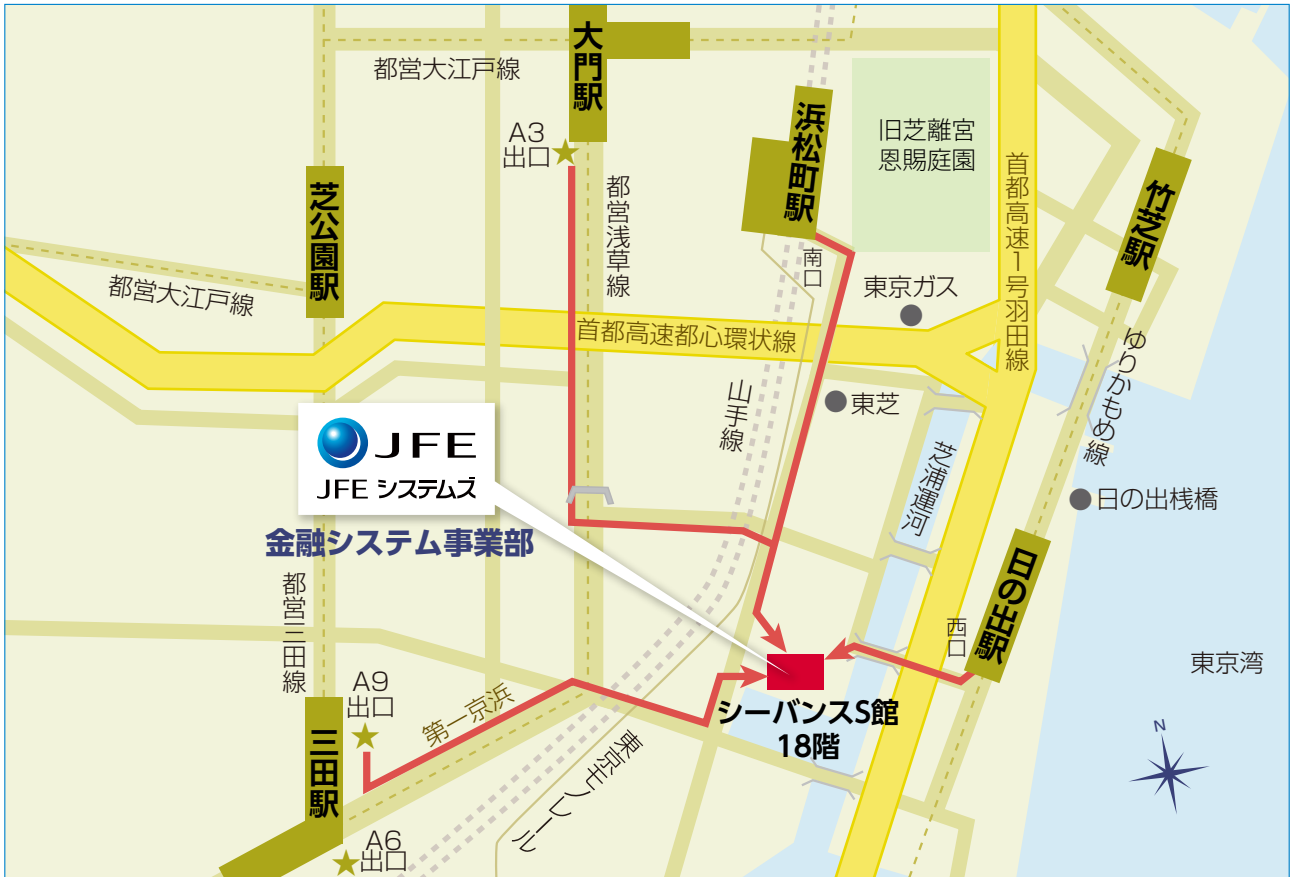 大門駅
都営大江戸線
A3
出口
浜松町駅
旧芝離宮
恩賜庭園
首都高速1号羽田線
竹芝駅
芝公園駅
都営浅草線
南口
都営大江戸線
東京ガス
首都高速都心環状線
ゆりかもめ線
山手線
東芝
JFE
JFE システムズ
金融システム事業部
芝浦運河
日の出桟橋
日の出駅
都営三田線
西口
東京湾
A9
出口
第一京浜
シーバンスS館
18階
三田駅
東京モノレール
N
A6
出口